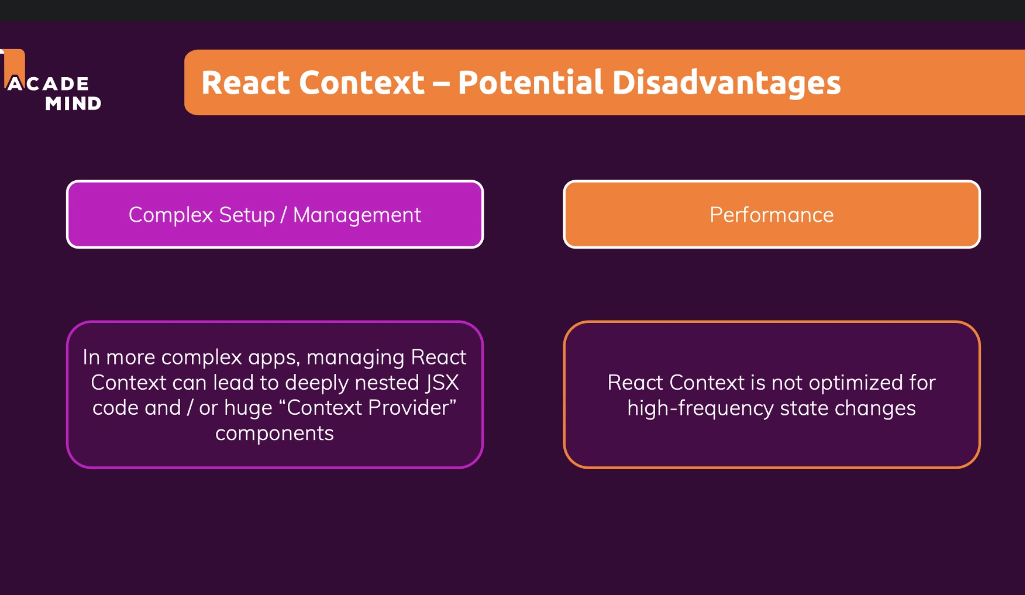 ACADE
MIND
React Context – Potential Disadvantages
Complex Setup / Management
Performance
In more complex apps, managing React
Context can lead to deeply nested JSX
code and / or huge “Context Provider”
components
React Context is not optimized for
high-frequency state changes